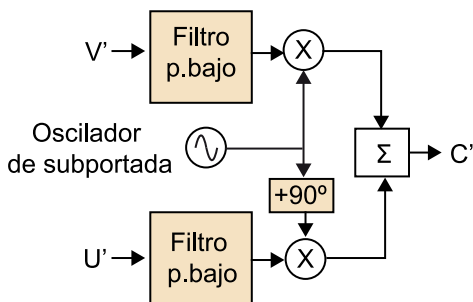 Filtro
p.bajo
V'
X
Oscilador
de subportada
Σ
C'
+90º
Filtro
p.bajo
U'
X